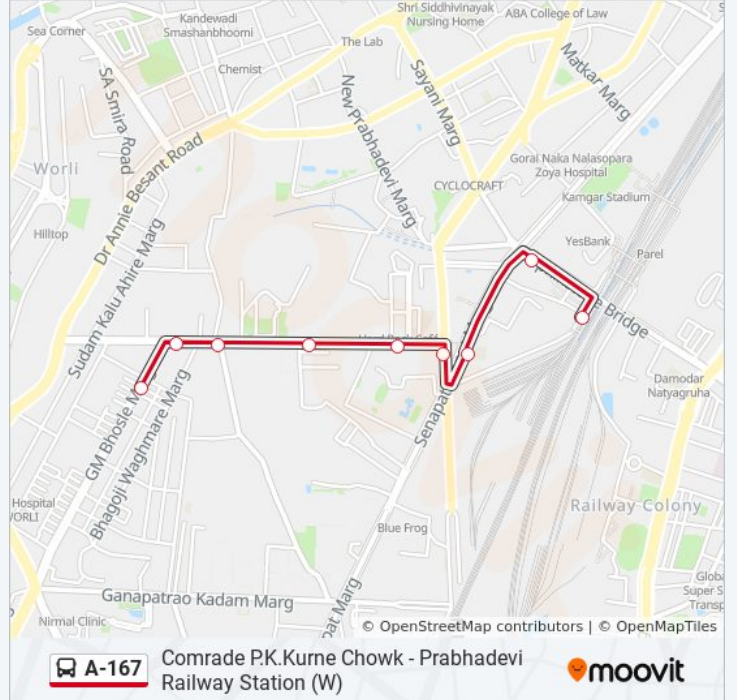 Shri Siddhivinayak
Nursing Home
ABA College of Law
Kandewadi
Smashanbhoomi
Sea Corner
The Lab
Chemist
SA Smira Road
Sayani Marg
Matkar Marg
New Prabhadevi Marg
Dr Annie Besant Road
Worli
Gorai Naka Nalasopara
Zoya Hospital
CYCLOCRAFT
Kamgar Stadium
Hilltop
YesBank
Parel
Sudam Kalu Ahire Marg
Bridge
Damodar
Natyagruha
GM Bhosle
Bhagoji Waghmare Marg
Senapat
Hospital
WORLI
Railway Colony
Blue Frog
Ganapatrao Kadam Marg
pat Marg
Globa
Super S
Transp
Nirmal Clinic
© OpenStreetMap contributors | © OpenMapTiles
A-167
Comrade P.K.Kurne Chowk - Prabhadevi
Railway Station (W)
moovit